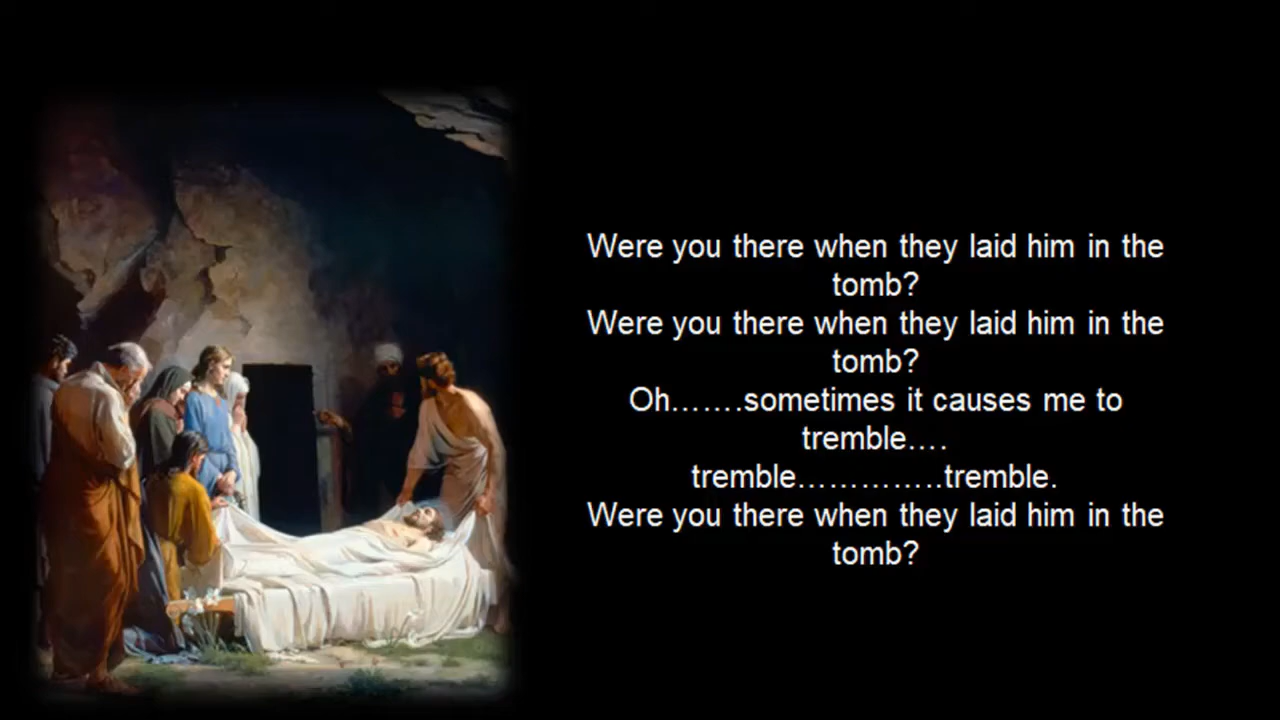 Were you there when they laid him in the
tomb?
Were you there when they laid him in the
tomb?
Oh…….sometimes it causes me to
tremble….
tremble…………..tremble.
Were you there when they laid him in the
tomb?